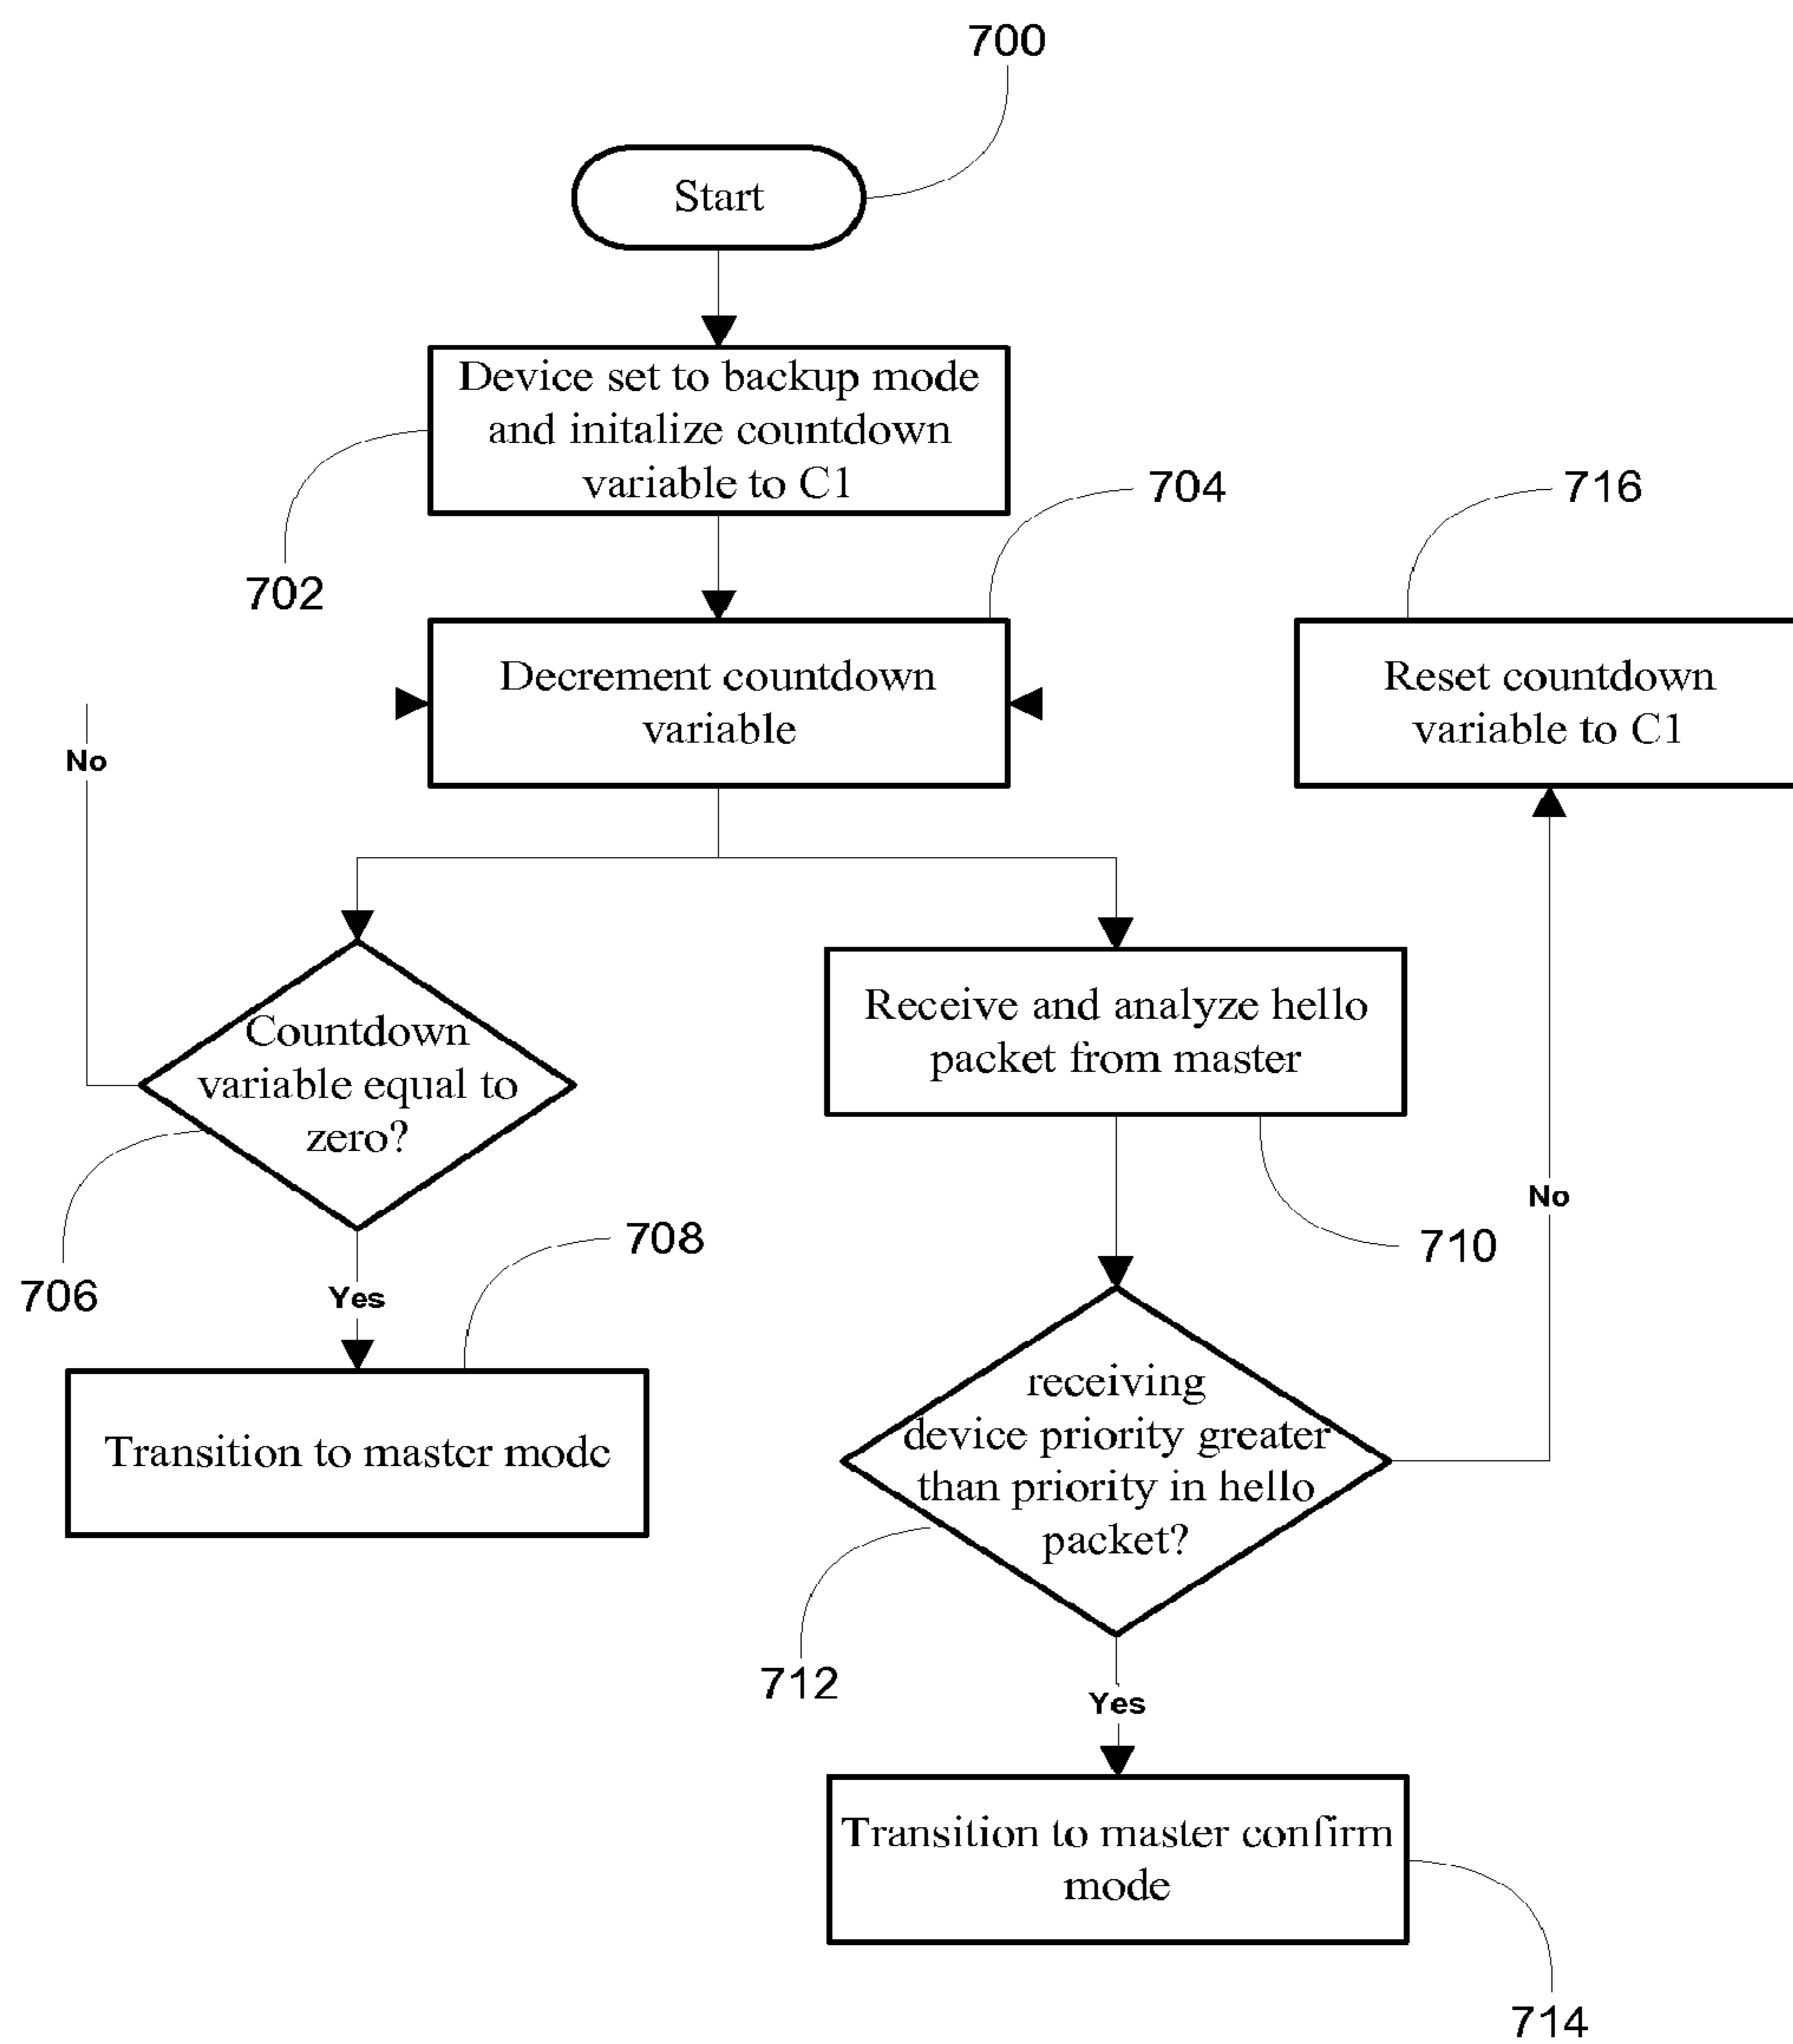 700
Start
Device set to backup mode
and initalize countdown
variable to C1
702
704
716
Decrement countdown
variable
Reset countdown
variable to C1
No
Countdown
variable equal to
zero?
706
Yes
708
Transition to master mode
Receive and analyze hello
packet from master
710
No
receiving
device priority greater
than priority in hello
packet?
712
Yes
Transition to master confirm
mode
714